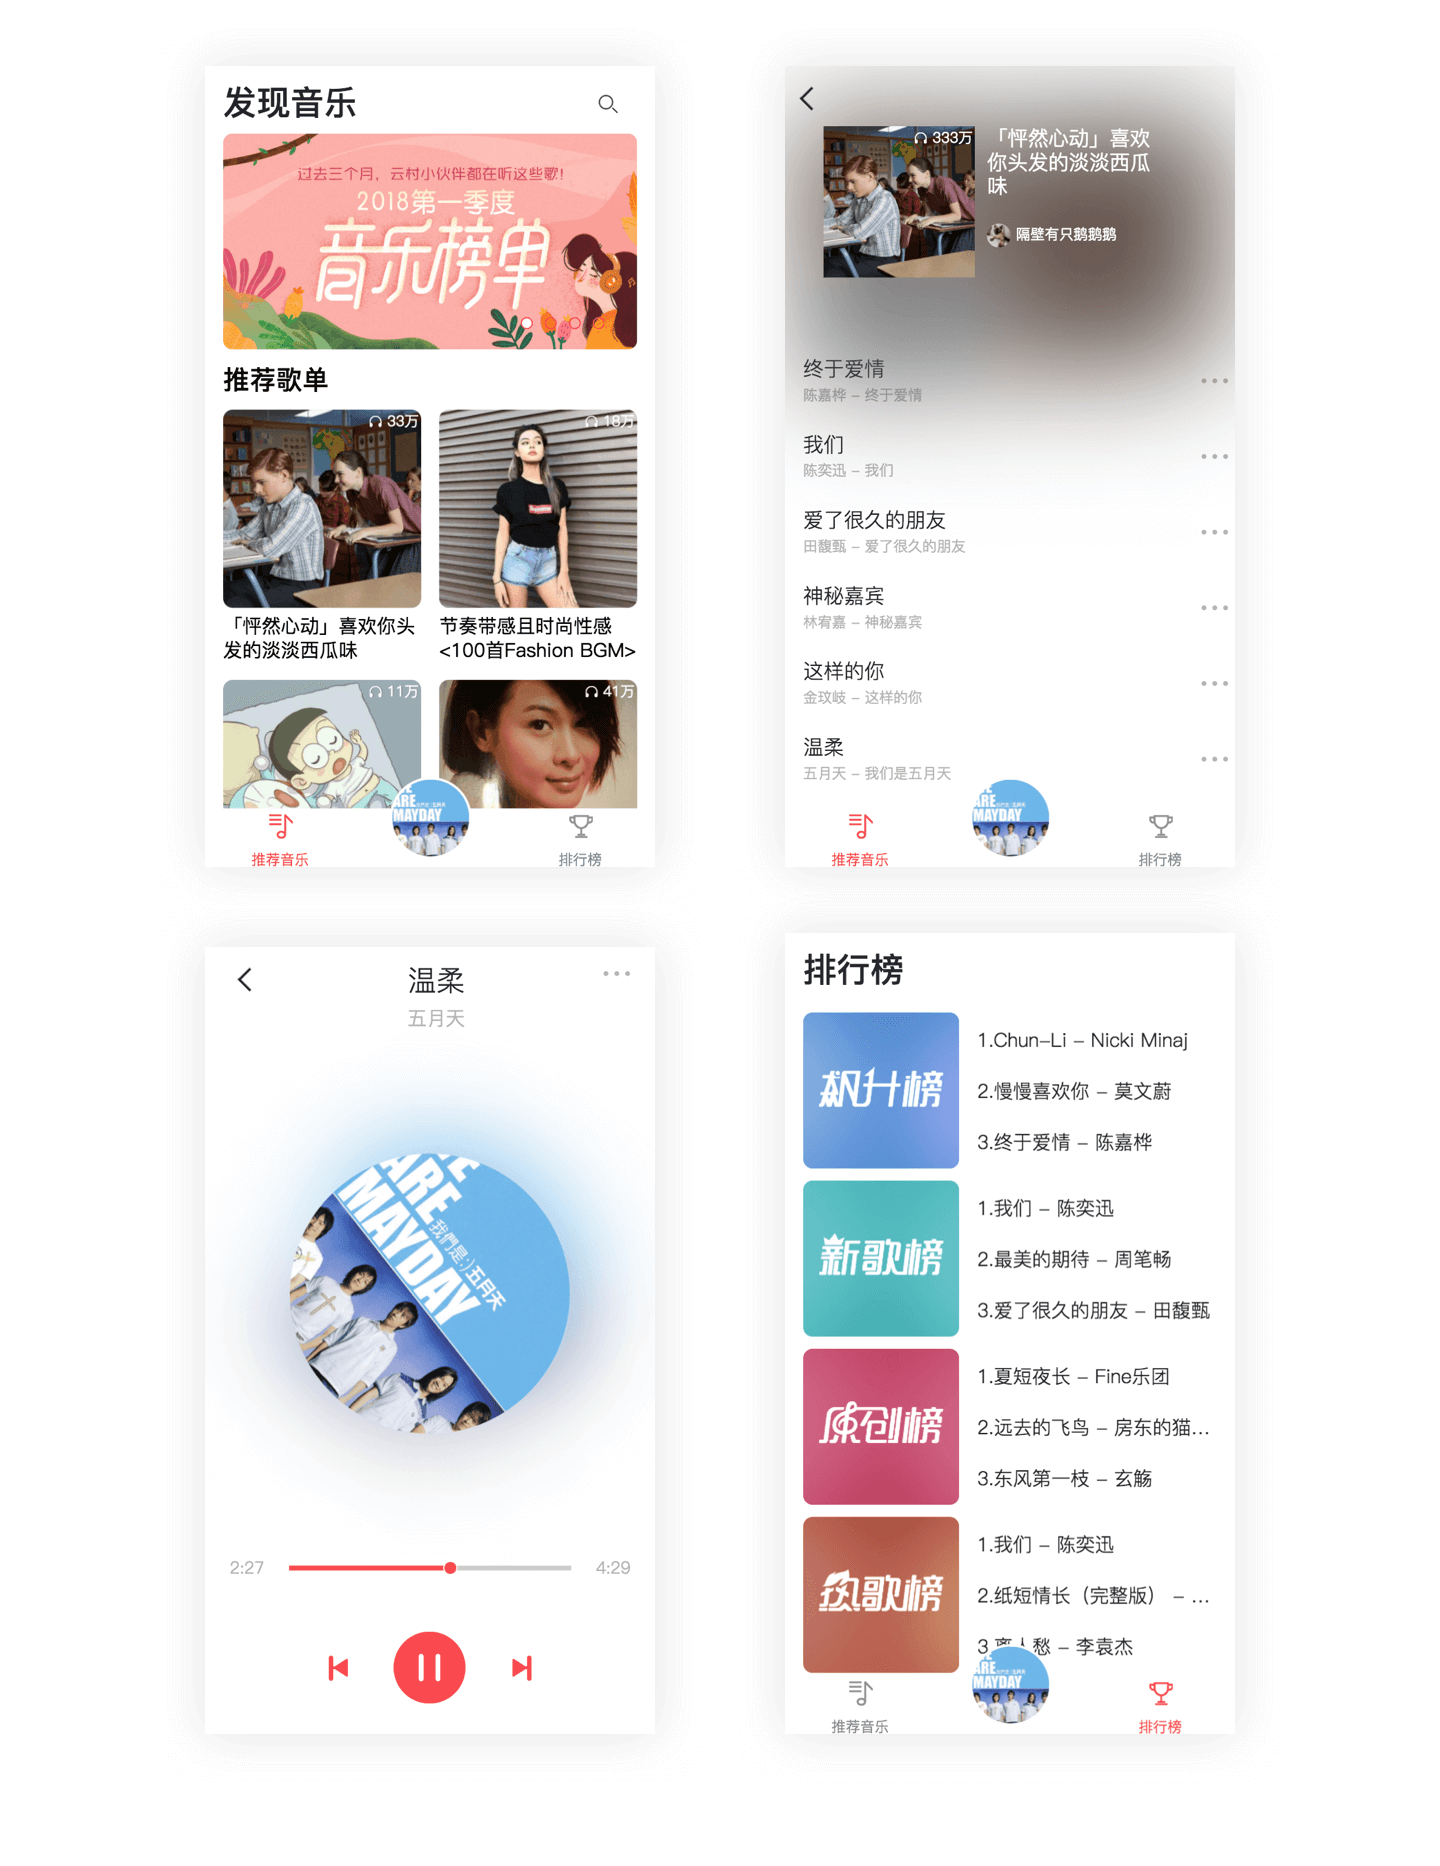 发现音乐
过去三个月，云村小伙伴都在听这些歌!
2018第一季度
音乐榜单
推荐歌单
33万
18万
「怦然心动」喜欢你头
发的淡淡西瓜味
节奏带感且时尚性感
<100首Fashion BGM>
11万
41万
ARE
MAYDAY
推荐音乐
排行榜
333万
「怦然心动」喜欢
你头发的淡淡西瓜
味
隔壁有只鹅鹅鹅
终于爱情
陈嘉桦 – 终于爱情
我们
陈奕迅 – 我们
爱了很久的朋友
田馥甄 – 爱了很久的朋友
神秘嘉宾
林宥嘉 – 神秘嘉宾
这样的你
金玟岐 – 这样的你
温柔
五月天 – 我们是五月天
ARE
MAYDAY
推荐音乐
排行榜
温柔
五月天
ARE
MAYDAY
我們是:)五月天
2:27
4:29
排行榜
飙升榜
1.Chun–Li – Nicki Minaj
2.慢慢喜欢你 – 莫文蔚
3.终于爱情 – 陈嘉桦
新歌榜
1.我们 – 陈奕迅
2.最美的期待 – 周笔畅
3.爱了很久的朋友 – 田馥甄
原创榜
1.夏短夜长 – Fine乐团
2.远去的飞鸟 – 房东的猫...
3.东风第一枝 – 玄觞
热歌榜
1.我们 – 陈奕迅
2.纸短情长（完整版） – ...
3.离人愁 – 李袁杰
ARE
MAYDAY
推荐音乐
排行榜